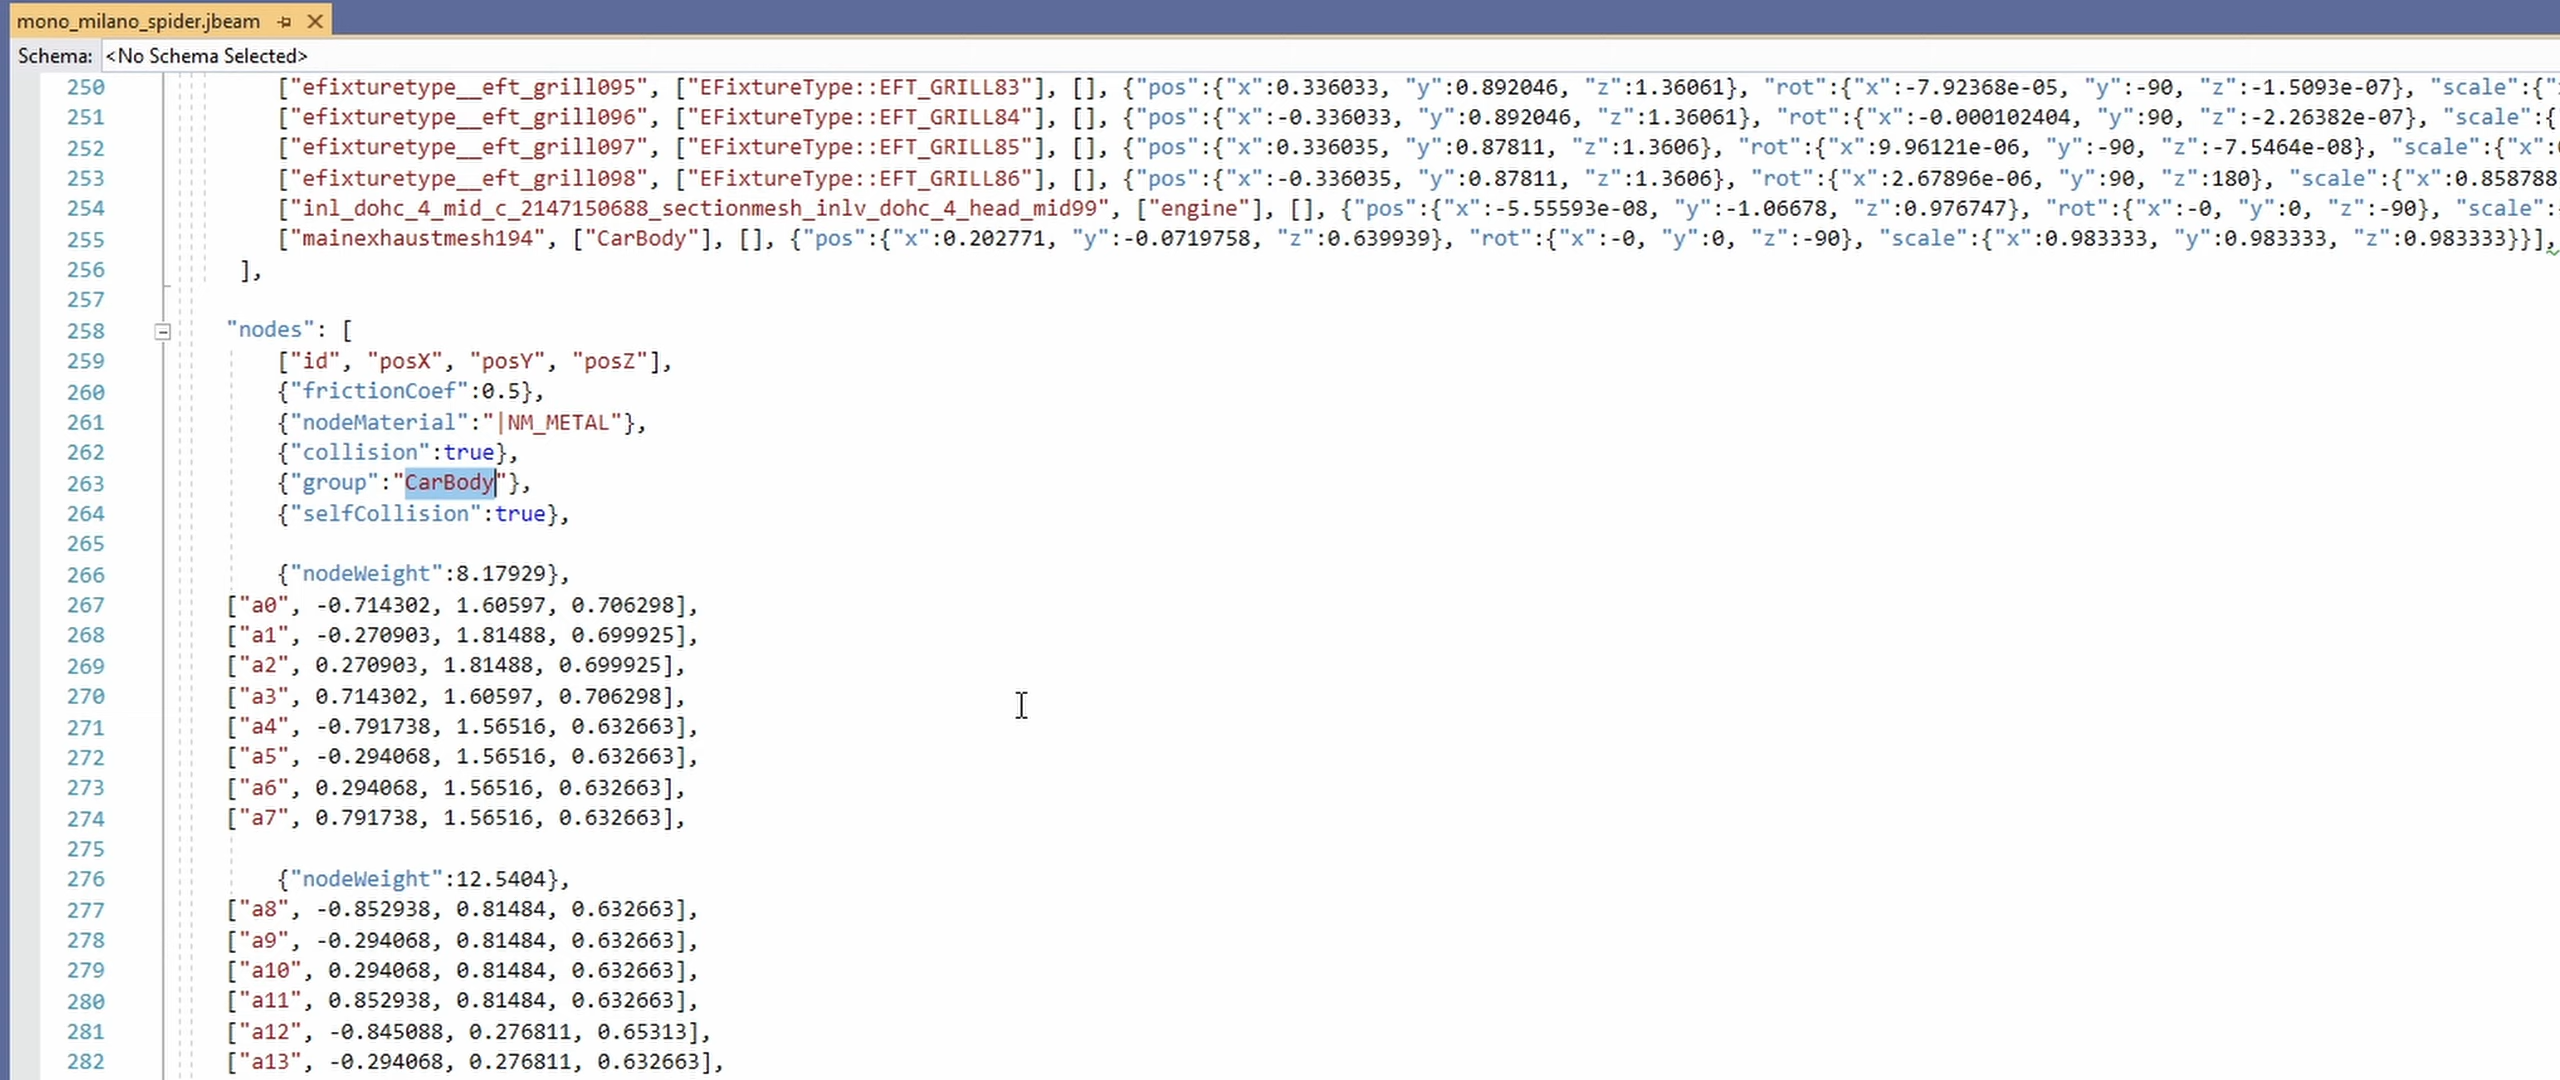 mono_milano_spider.jbeam
Schema: <No Schema Selected>
250 ["efixturetype__eft_grill095", ["EFixtureType::EFT_GRILL83"], [], {"pos":{"x":0.336033, "y":0.892046, "z":1.36061}, "rot":{"x":-7.92368e-05, "y":-90, "z":-1.5093e-07}, "scale":{"
251 ["efixturetype__eft_grill096", ["EFixtureType::EFT_GRILL84"], [], {"pos":{"x":-0.336033, "y":0.892046, "z":1.36061}, "rot":{"x":-0.000102404, "y":90, "z":-2.26382e-07}, "scale":{
252 ["efixturetype__eft_grill097", ["EFixtureType::EFT_GRILL85"], [], {"pos":{"x":0.336035, "y":0.87811, "z":1.3606}, "rot":{"x":9.96121e-06, "y":-90, "z":-7.5464e-08}, "scale":{"x":
253 ["efixturetype__eft_grill098", ["EFixtureType::EFT_GRILL86"], [], {"pos":{"x":-0.336035, "y":0.87811, "z":1.3606}, "rot":{"x":2.67896e-06, "y":90, "z":180}, "scale":{"x":0.858788
254 ["inl_dohc_4_mid_c_2147150688_sectionmesh_inlv_dohc_4_head_mid99", ["engine"], [], {"pos":{"x":-5.55593e-08, "y":-1.06678, "z":0.976747}, "rot":{"x":-0, "y":0, "z":-90}, "scale":
255 ["mainexhaustmesh194", ["CarBody"], [], {"pos":{"x":0.202771, "y":-0.0719758, "z":0.639939}, "rot":{"x":-0, "y":0, "z":-90}, "scale":{"x":0.983333, "y":0.983333, "z":0.983333}}],
256 ],
257
258 "nodes": [
259 ["id", "posX", "posY", "posZ"],
260 {"frictionCoef":0.5},
261 {"nodeMaterial":"|NM_METAL"},
262 {"collision":true},
263 {"group":"CarBody"},
264 {"selfCollision":true},
265
266 {"nodeWeight":8.17929},
267 ["a0", -0.714302, 1.60597, 0.706298],
268 ["a1", -0.270903, 1.81488, 0.699925],
269 ["a2", 0.270903, 1.81488, 0.699925],
270 ["a3", 0.714302, 1.60597, 0.706298],
271 ["a4", -0.791738, 1.56516, 0.632663],
272 ["a5", -0.294068, 1.56516, 0.632663],
273 ["a6", 0.294068, 1.56516, 0.632663],
274 ["a7", 0.791738, 1.56516, 0.632663],
275
276 {"nodeWeight":12.5404},
277 ["a8", -0.852938, 0.81484, 0.632663],
278 ["a9", -0.294068, 0.81484, 0.632663],
279 ["a10", 0.294068, 0.81484, 0.632663],
280 ["a11", 0.852938, 0.81484, 0.632663],
281 ["a12", -0.845088, 0.276811, 0.65313],
282 ["a13", -0.294068, 0.276811, 0.632663],